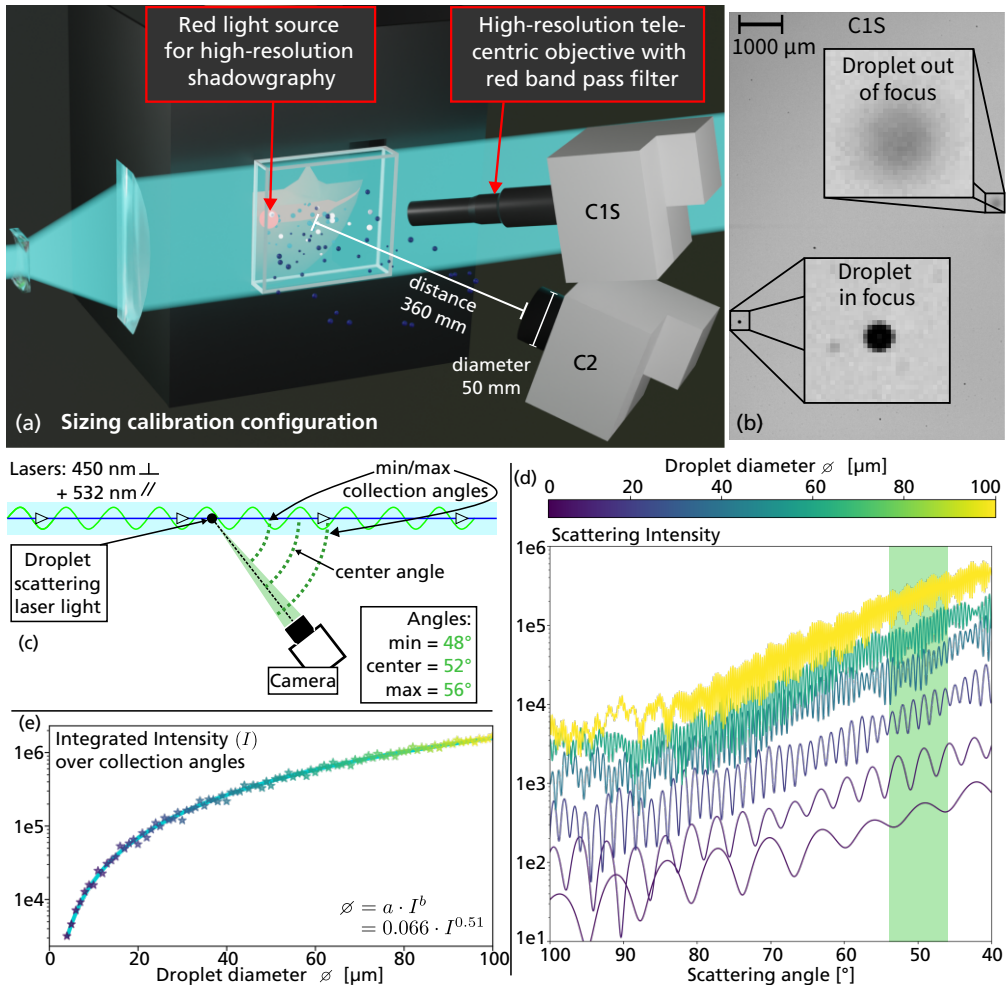 Red light source
for high-resolution
shadowgraphy
High-resolution tele-
centric objective with
red band pass filter
C1S
distance
360 mm
diameter
50 mm
C2
(a) Sizing calibration configuration
1000 µm
C1S
Droplet out
of focus
Droplet
in focus
(b)
Lasers: 450 nm ⊥
+ 532 nm //
min/max
collection angles
Droplet
scattering
laser light
center angle
(c)
Camera
Angles:
min = 48°
center = 52°
max = 56°
(d)
Droplet diameter ⌀ [µm]
0 20 40 60 80 100
Scattering Intensity
1e6
1e5
1e4
1e3
1e2
1e1
100 90 80 70 60 50 40
Scattering angle [°]
(e)
Integrated Intensity (I)
over collection angles
1e6
1e5
1e4
⌀ = a · I^b
= 0.066 · I^0.51
0 20 40 60 80 100
Droplet diameter ⌀ [µm]